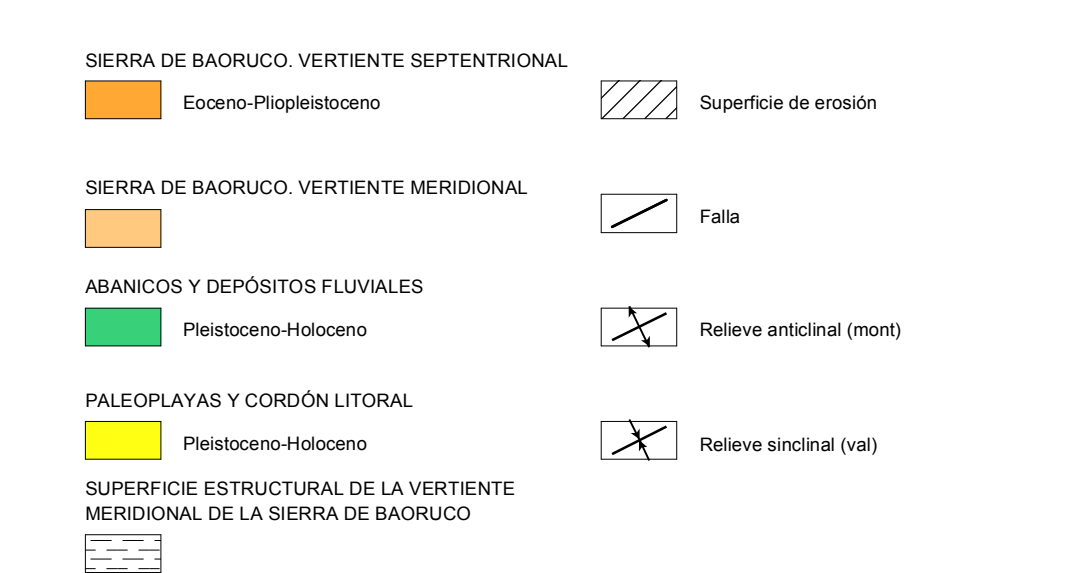 SIERRA DE BAORUCO. VERTIENTE SEPTENTRIONAL
Eoceno-Pliopleistoceno
SIERRA DE BAORUCO. VERTIENTE MERIDIONAL
ABANICOS Y DEPÓSITOS FLUVIALES
Pleistoceno-Holoceno
PALEOPLAYAS Y CORDÓN LITORAL
Pleistoceno-Holoceno
SUPERFICIE ESTRUCTURAL DE LA VERTIENTE
MERIDIONAL DE LA SIERRA DE BAORUCO
Superficie de erosión
Falla
Relieve anticlinal (mont)
Relieve sinclinal (val)